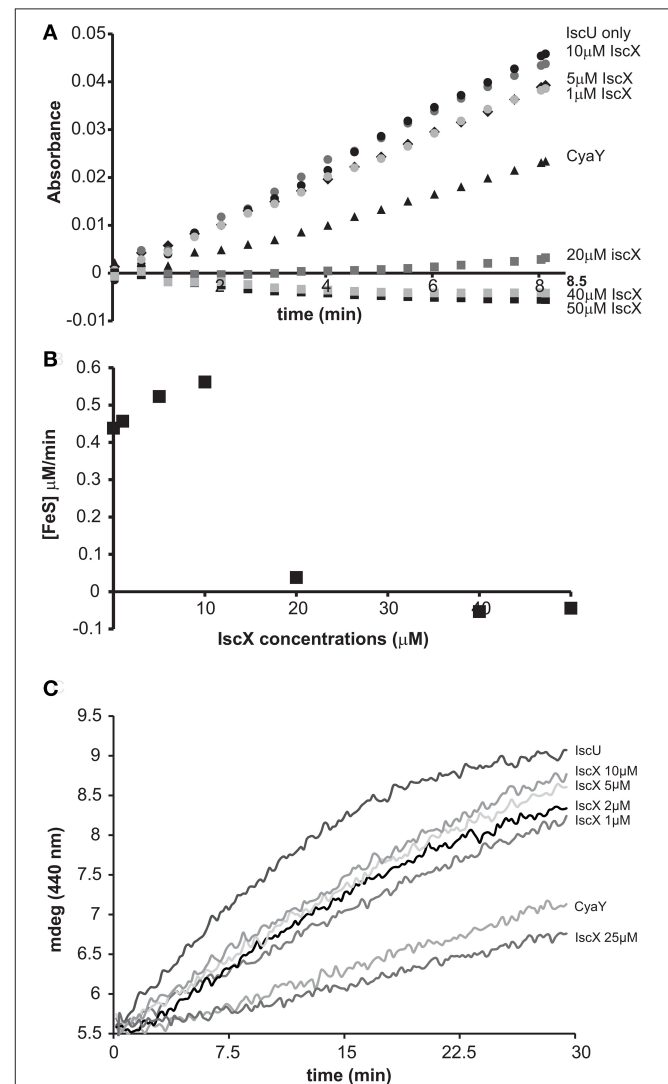 A
0.05
0.04
0.03
0.02
0.01
0
-0.01
Absorbance
2
4
6
8
8.5
time (min)
IscU only
10μM IscX
5μM IscX
1μM IscX
CyaY
20μM iscX
40μM IscX
50μM IscX
B
0.6
0.5
0.4
0.3
0.2
0.1
0
-0.1
[FeS] μM/min
10
20
30
40
IscX concentrations (μM)
C
9.5
9
8.5
8
7.5
7
6.5
6
5.5
mdeg (440 nm)
0
7.5
15
22.5
30
time (min)
IscU
IscX 10μM
IscX 5μM
IscX 2μM
IscX 1μM
CyaY
IscX 25μM